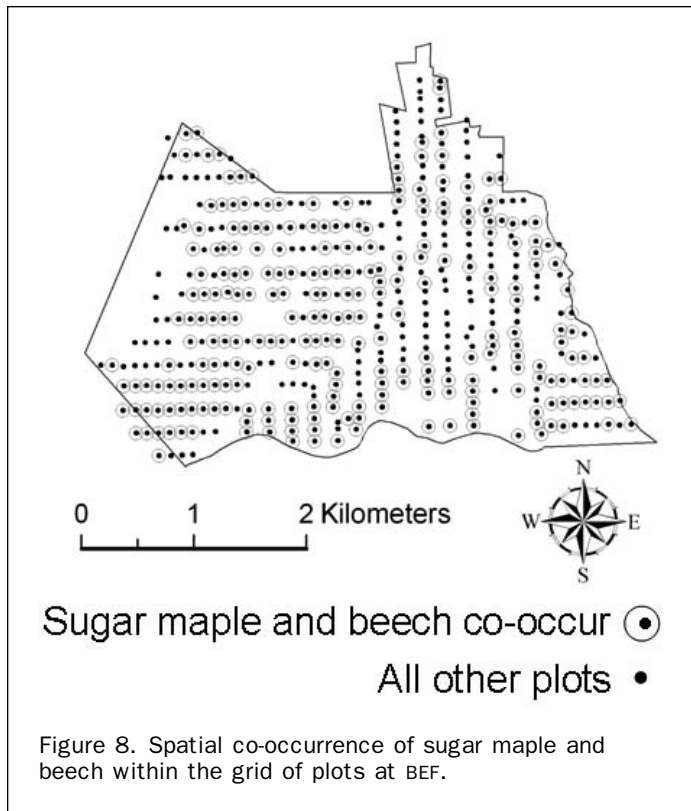 N
W E
S
0 1 2 Kilometers
Sugar maple and beech co-occur
All other plots
Figure 8. Spatial co-occurrence of sugar maple and
beech within the grid of plots at BEF.